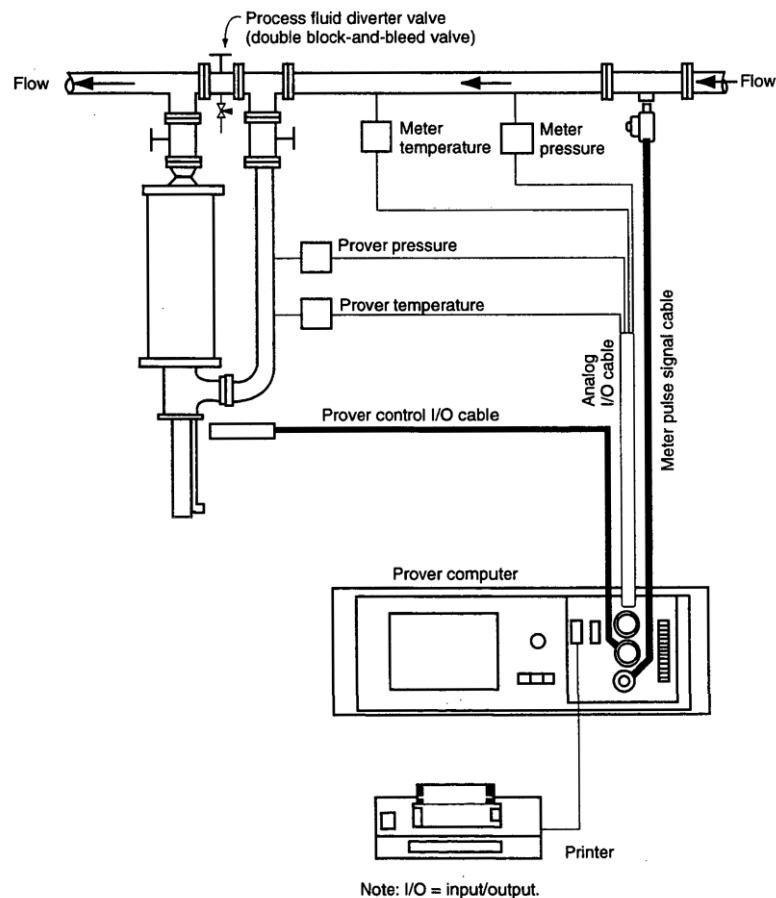 Process fluid diverter valve
(double block-and-bleed valve)
Flow
Flow
Meter
temperature
Meter
pressure
Prover pressure
Prover temperature
Analog
I/O cable
Meter pulse signal cable
Prover control I/O cable
Prover computer
Printer
Note: I/O = input/output.